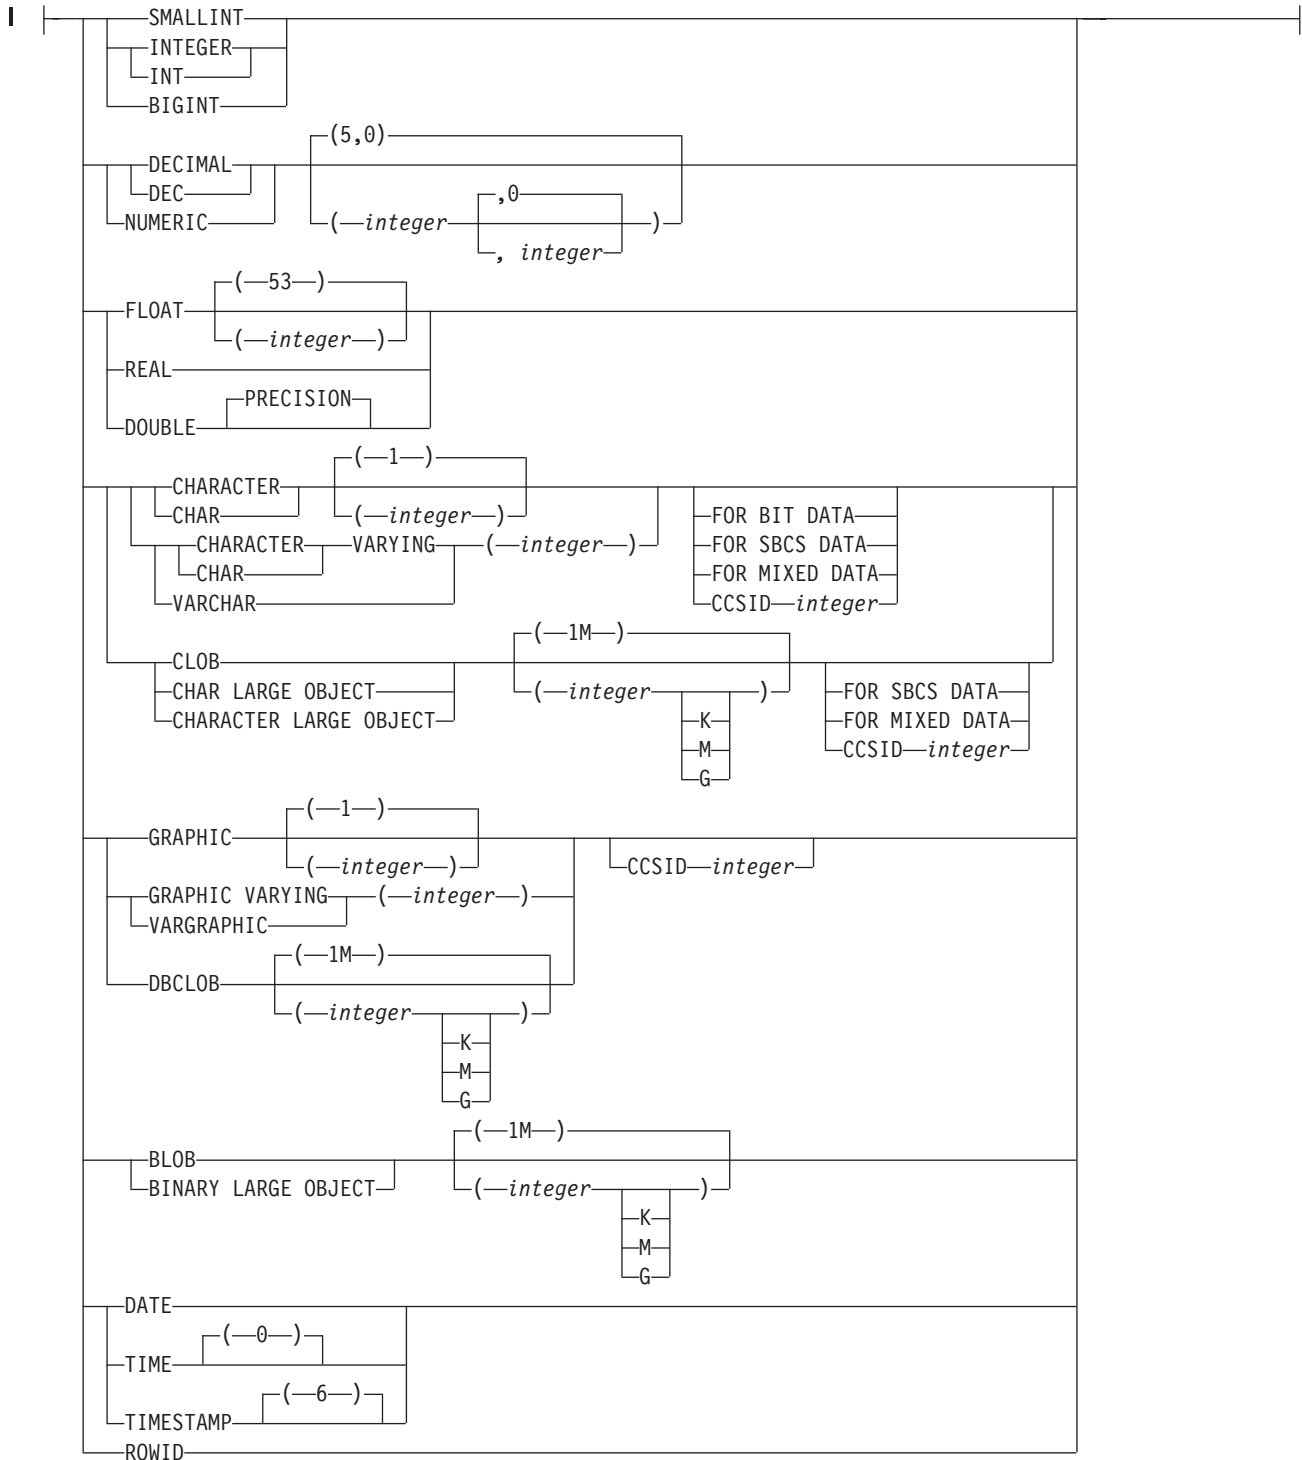 SMALLINT
INTEGER
INT
BIGINT
(5,0)
DECIMAL
DEC
,0
NUMERIC
( integer )
, integer
( 53 )
FLOAT
( integer )
REAL
PRECISION
DOUBLE
( 1 )
CHARACTER
CHAR
( integer )
FOR BIT DATA
CHARACTER VARYING ( integer )
FOR SBCS DATA
CHAR
FOR MIXED DATA
VARCHAR
CCSID integer
( 1M )
CLOB
CHAR LARGE OBJECT
( integer )
FOR SBCS DATA
CHARACTER LARGE OBJECT
K
FOR MIXED DATA
M
CCSID integer
G
( 1 )
GRAPHIC
( integer )
CCSID integer
GRAPHIC VARYING ( integer )
VARGRAPHIC
( 1M )
DBCLOB
( integer )
K
M
G
( 1M )
BLOB
BINARY LARGE OBJECT
( integer )
K
M
G
DATE
( 0 )
TIME
( 6 )
TIMESTAMP
ROWID